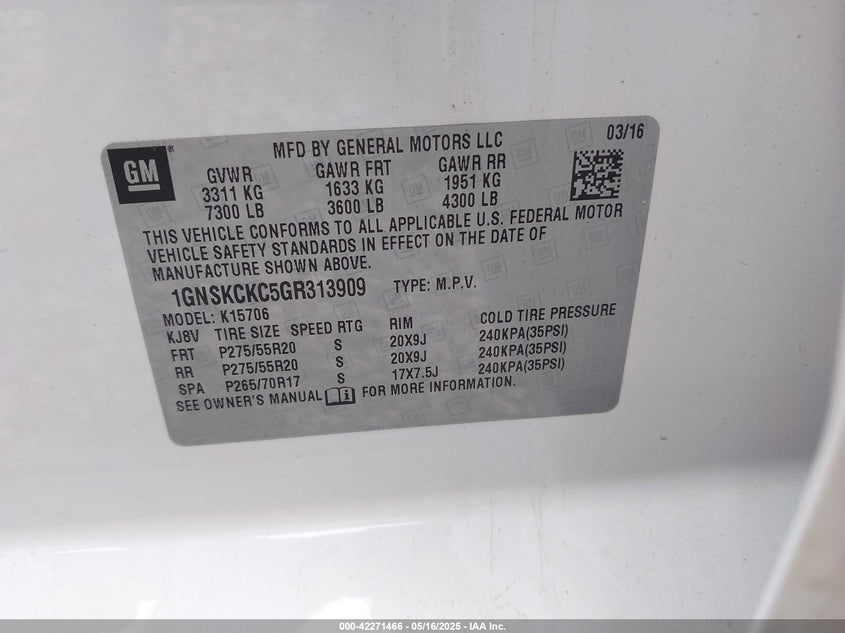 GM
MFD BY GENERAL MOTORS LLC
03/16
GVWR GAWR FRT GAWR RR
3311 KG 1633 KG 1951 KG
7300 LB 3600 LB 4300 LB
THIS VEHICLE CONFORMS TO ALL APPLICABLE U.S. FEDERAL MOTOR
VEHICLE SAFETY STANDARDS IN EFFECT ON THE DATE OF
MANUFACTURE SHOWN ABOVE.
1GNSKCKC5GR313909 TYPE: M.P.V.
MODEL: K15706
KJ8V TIRE SIZE SPEED RTG RIM COLD TIRE PRESSURE
FRT P275/55R20 S 20X9J 240KPA(35PSI)
RR P275/55R20 S 20X9J 240KPA(35PSI)
SPA P265/70R17 S 17X7.5J 240KPA(35PSI)
SEE OWNER'S MANUAL FOR MORE INFORMATION.
000-42271466 - 05/16/2025 - IAA Inc.